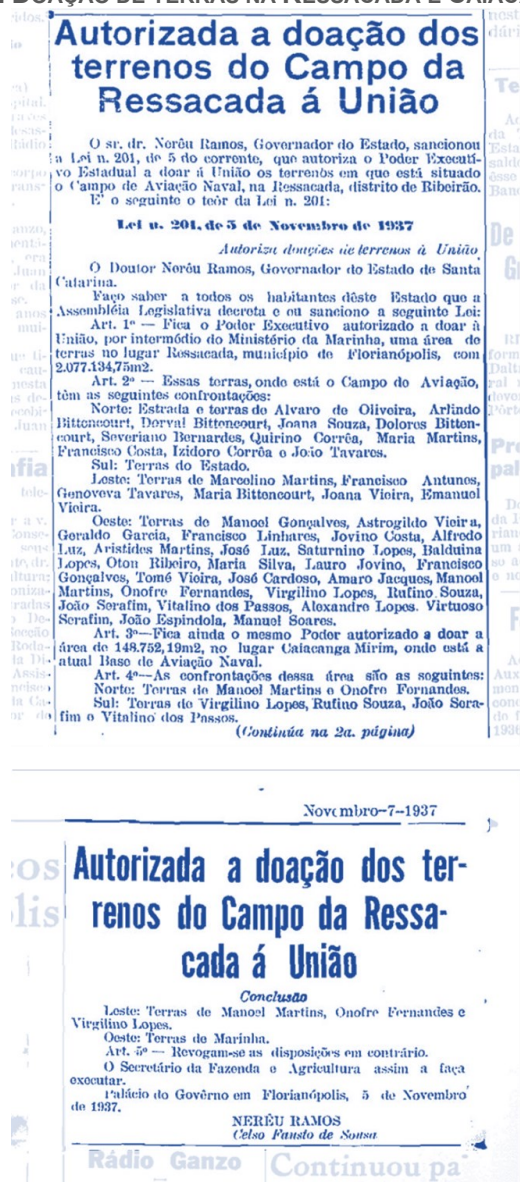 DOAÇÃO DE TERRAS NA RESSACADA E
Autorizada a doação dos
terrenos do Campo da
Ressacada á União
O sr. dr. Nerêu Ramos, Governador do Estado, sancionou
a Lei n. 201, de 5 do corrente, que autoriza o Poder Executi-
vo Estadual a doar á União os terrenos em que está situado
o Campo de Aviação Naval, na Ressacada, distrito de Ribeirão.
E' o seguinte o teôr da Lei n. 201:
Lei n. 201, de 5 de Novembro de 1937
Autoriza doações de terrenos à União
O Doutor Nerêu Ramos, Governador do Estado de Santa
Catarina.
Faço saber a todos os habitantes dêste Estado que a
Assembléia Legislativa decreta e eu sanciono a seguinte Lei:
Art. 1º — Fica o Poder Executivo autorizado a doar à
União, por intermédio do Ministério da Marinha, uma área de
terras no lugar Ressacada, município de Florianópolis, com
2.077.134,75m2.
Art. 2º — Essas terras, onde está o Campo de Aviação,
têm as seguintes confrontações:
Norte: Estrada e terras de Alvaro de Oliveira, Arlindo
Bittencourt, Dorval Bittencourt, Joana Souza, Dolores Bitten-
court, Severiano Bernardes, Quirino Corrêa, Maria Martins,
Francisco Costa, Izidoro Corrêa e João Tavares.
Sul: Terras do Estado.
Leste: Terras de Marcelino Martins, Francisco Antunes,
Genoveva Tavares, Maria Bittencourt, Joana Vieira, Emanuel
Vieira.
Oeste: Terras de Manoel Gonçalves, Astrogildo Vieira,
Geraldo Garcia, Francisco Linhares, Jovino Costa, Alfredo
Luz, Aristides Martins, José Luz, Saturnino Lopes, Balduina
Lopes, Oton Ribeiro, Maria Silva, Lauro Jovino, Francisco
Gonçalves, Tomé Vieira, José Cardoso, Amaro Jacques, Manoel
Martins, Onofre Fernandes, Virgilino Lopes, Rufino Souza,
João Serafim, Vitalino dos Passos, Alexandre Lopes. Virtuoso
Serafim, João Espindola, Manuel Soares.
Art. 3º—Fica ainda o mesmo Poder autorizado a doar a
área de 148.752,19m2, no lugar Caiacanga Mirim, onde está a
atual Base de Aviação Naval.
Art. 4º—As confrontações dessa área são as seguintes:
Norte: Terras de Manoel Martins e Onofre Fernandes.
Sul: Terras de Virgilino Lopes, Rufino Souza, João Sera-
fim e Vitalino dos Passos.
(Continúa na 2a. página)
Novembro-7-1937
Autorizada a doação dos ter-
renos do Campo da Ressa-
cada á União
Conclusão
Leste: Terras de Manoel Martins, Onofre Fernandes e
Virgilino Lopes.
Oeste: Terras de Marinha.
Art. 5º — Revogam-se as disposições em contrário.
O Secretário da Fazenda e Agricultura assim a faça
executar.
Palácio do Govêrno em Florianópolis, 5 de Novembro
de 1937.
NERÊU RAMOS
Celso Fausto de Sousa
Rádio Ganzo
Continuou pa